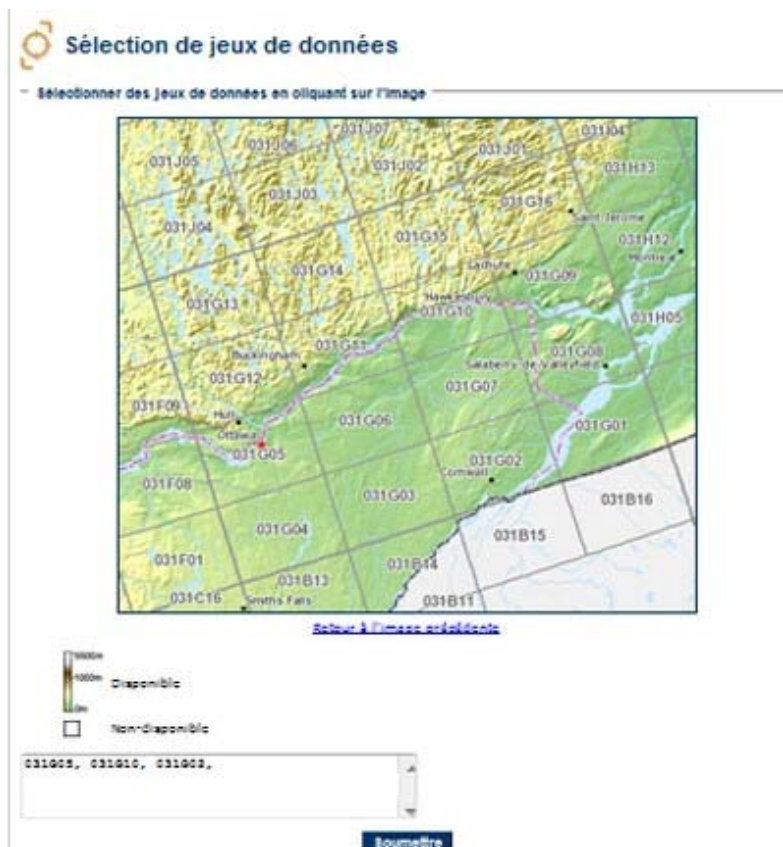 Sélection de jeux de données
Sélectionner des jeux de données en cliquant sur l'image
031J07
031J04
031J06
031J05
031J02
031J01
031H13
031J03
031G16
Saint-Jérôme
031J04
031G15
031H12
Montréal
031G14
Lachute
031G09
031G13
Hawkesbury
031G10
031H05
031G11
Buckingham
031G08
Salaberry-de-Valleyfield
031G12
031G07
031F09
Hull
031G06
Ottawa
031G01
031G05
031G02
Cornwall
031F08
031G03
031B16
031G04
031B15
031F01
031B14
031B13
031C16
Smiths Falls
031B11
Retour à l'image précédente
1000m
0m
Disponible
Non-disponible
031G05, 031G10, 031G03,
Soumettre